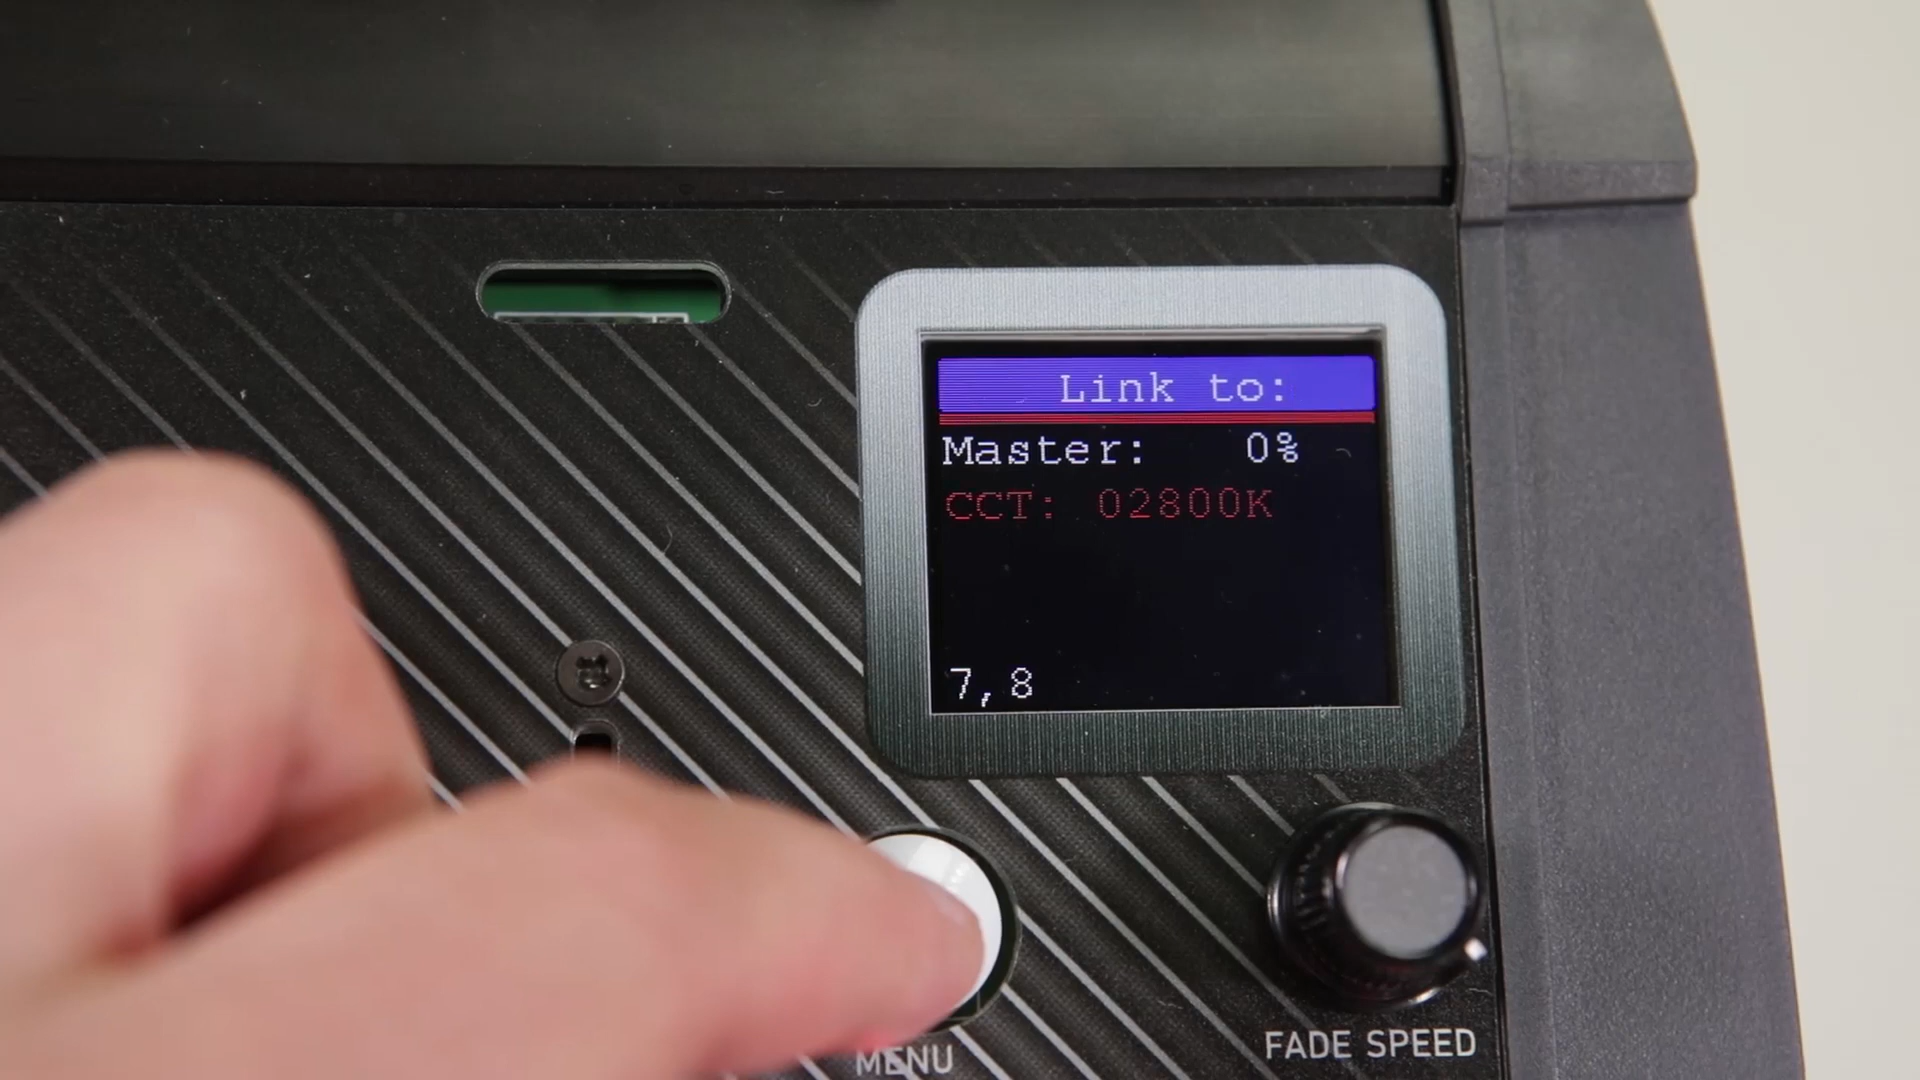 Link to:
Master: 0%
CCT: 02800K
7,8
MENU
FADE SPEED